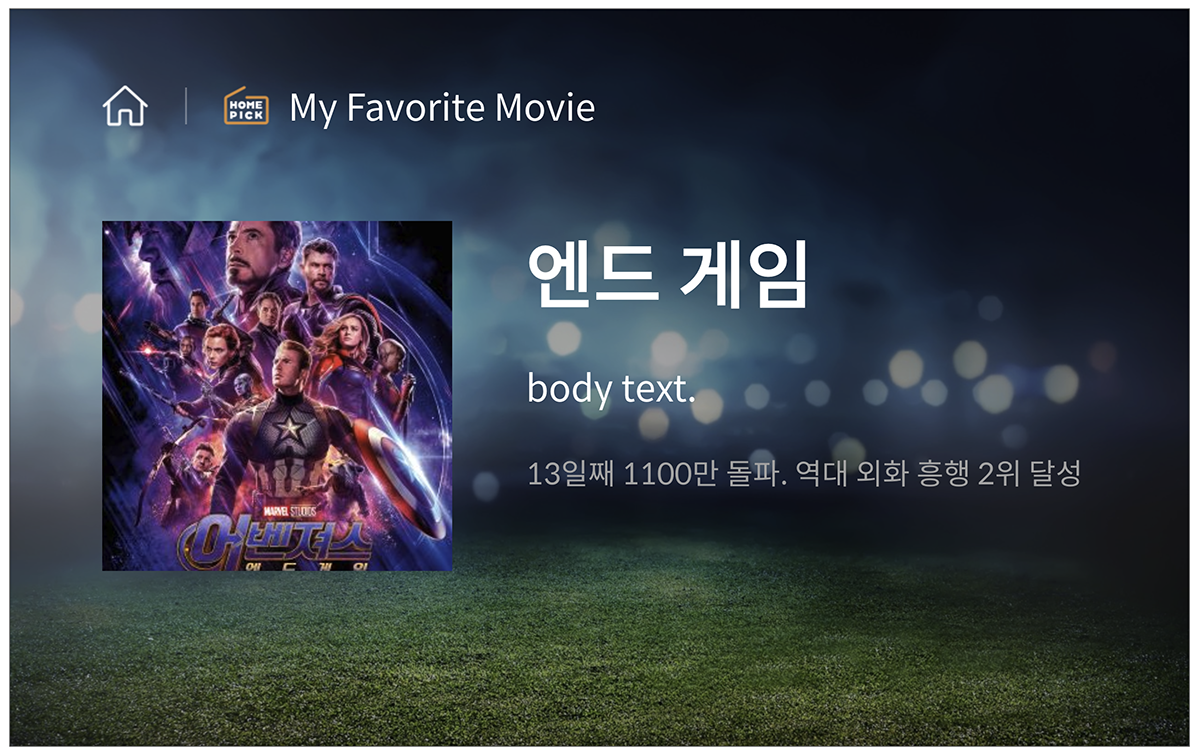 HOME
PICK
My Favorite Movie
엔드 게임
body text.
13일째 1100만 돌파. 역대 외화 흥행 2위 달성
MARVEL STUDIOS
어벤져스
엔 드 게 임